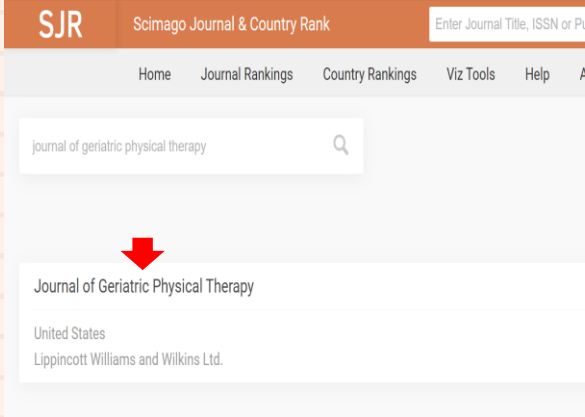 SJR Scimago Journal & Country Rank Enter Journal Title, ISSN or
Home Journal Rankings Country Rankings Viz Tools Help
journal of geriatric physical therapy
Journal of Geriatric Physical Therapy
United States
Lippincott Williams and Wilkins Ltd.